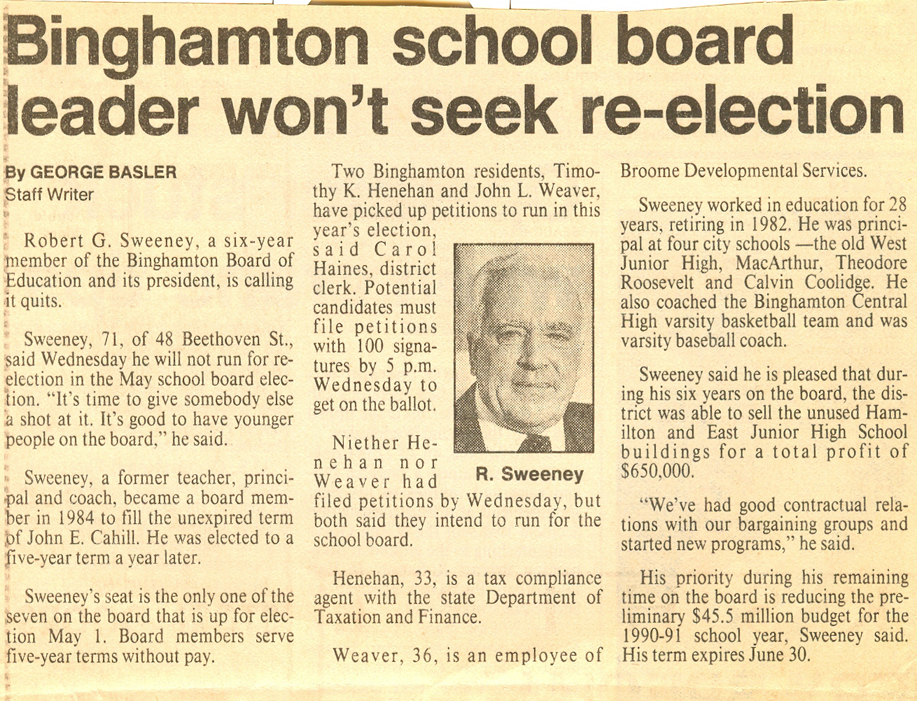 Binghamton school board
leader won't seek re-election
By GEORGE BASLER
Staff Writer
Robert G. Sweeney, a six-year
member of the Binghamton Board of
Education and its president, is calling
it quits.
Sweeney, 71, of 48 Beethoven St.,
said Wednesday he will not run for re-
election in the May school board elec-
tion. “It's time to give somebody else
a shot at it. It's good to have younger
people on the board,” he said.
Sweeney, a former teacher, princi-
pal and coach, became a board mem-
ber in 1984 to fill the unexpired term
of John E. Cahill. He was elected to a
five-year term a year later.
Sweeney's seat is the only one of the
seven on the board that is up for elec-
tion May 1. Board members serve
five-year terms without pay.
Two Binghamton residents, Timo-
thy K. Henehan and John L. Weaver,
have picked up petitions to run in this
year's election,
said Carol
Haines, district
clerk. Potential
candidates must
file petitions
with 100 signa-
tures by 5 p.m.
Wednesday to
get on the ballot.
Niether He-
nehan nor
Weaver had
filed petitions by Wednesday, but
both said they intend to run for the
school board.
Henehan, 33, is a tax compliance
agent with the state Department of
Taxation and Finance.
Weaver, 36, is an employee of
R. Sweeney
Broome Developmental Services.
Sweeney worked in education for 28
years, retiring in 1982. He was princi-
pal at four city schools —the old West
Junior High, MacArthur, Theodore
Roosevelt and Calvin Coolidge. He
also coached the Binghamton Central
High varsity basketball team and was
varsity baseball coach.
Sweeney said he is pleased that dur-
ing his six years on the board, the dis-
trict was able to sell the unused Ham-
ilton and East Junior High School
buildings for a total profit of
$650,000.
“We've had good contractual rela-
tions with our bargaining groups and
started new programs,” he said.
His priority during his remaining
time on the board is reducing the pre-
liminary $45.5 million budget for the
1990-91 school year, Sweeney said.
His term expires June 30.